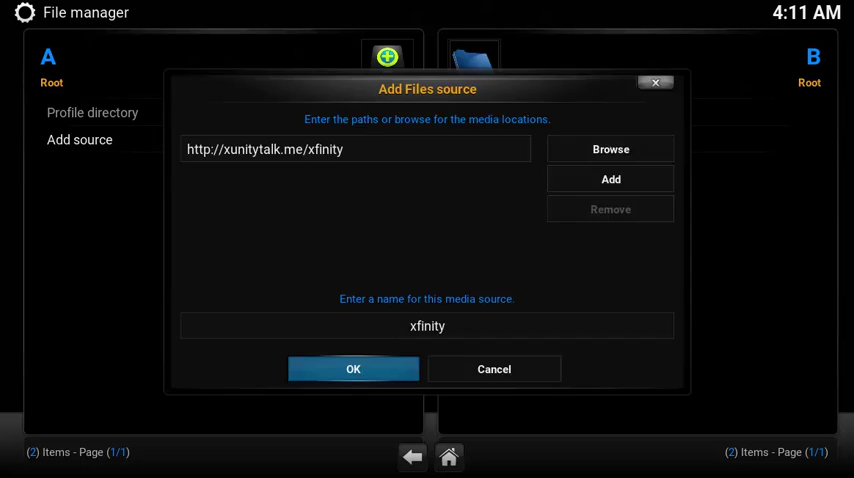 File manager
4:11 AM
A
B
Root
Root
Profile directory
Add source
Add Files source
Enter the paths or browse for the media locations.
http://xunitytalk.me/xfinity
Browse
Add
Remove
Enter a name for this media source.
xfinity
OK
Cancel
(2) Items - Page (1/1)
(2) Items - Page (1/1)